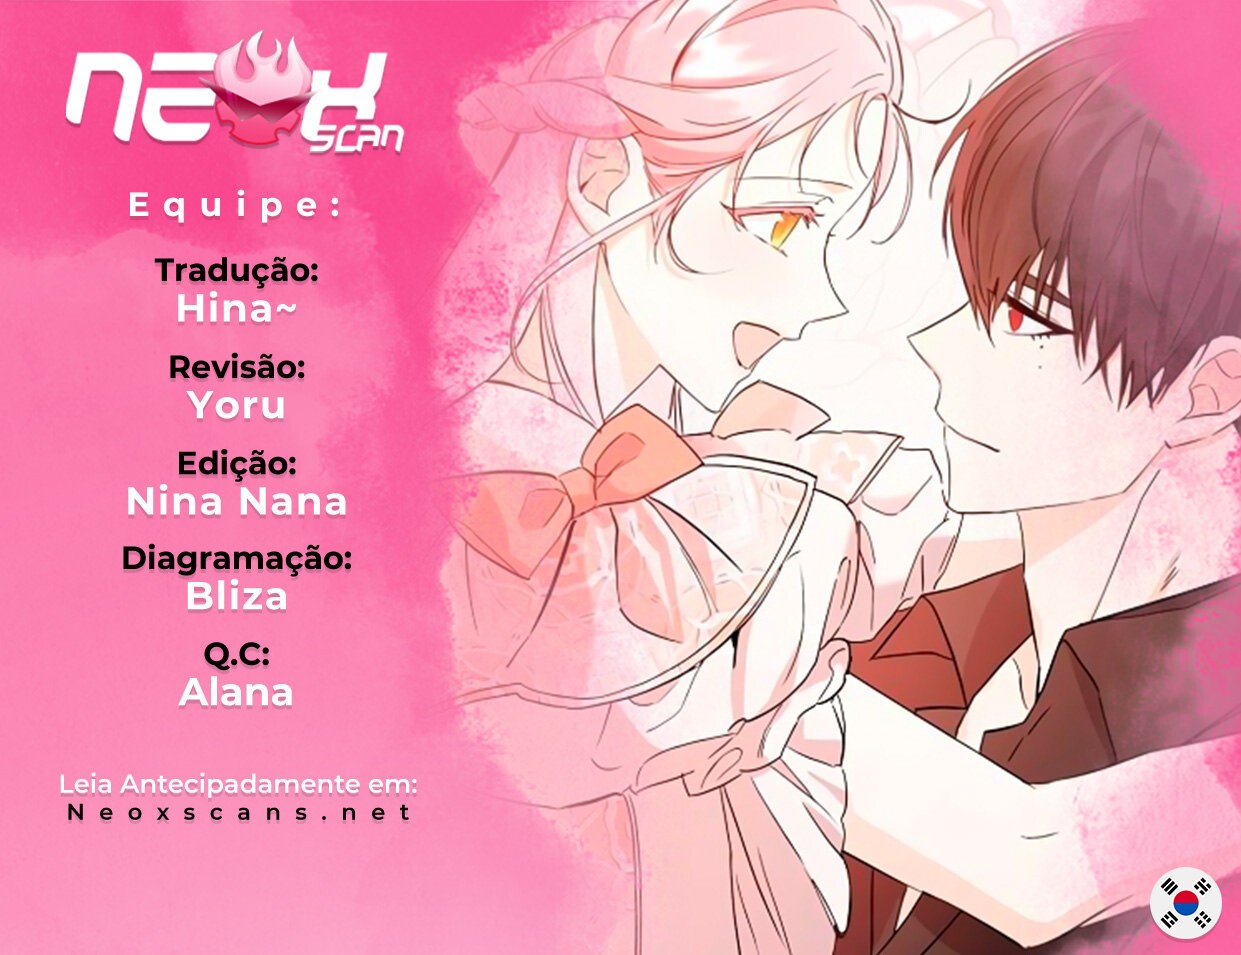 NEOX
SCAN
Equipe:
Tradução:
Hina~
Revisão:
Yoru
Edição:
Nina Nana
Diagramação:
Bliza
Q.C:
Alana
Leia Antecipadamente em:
Neoxscans.net